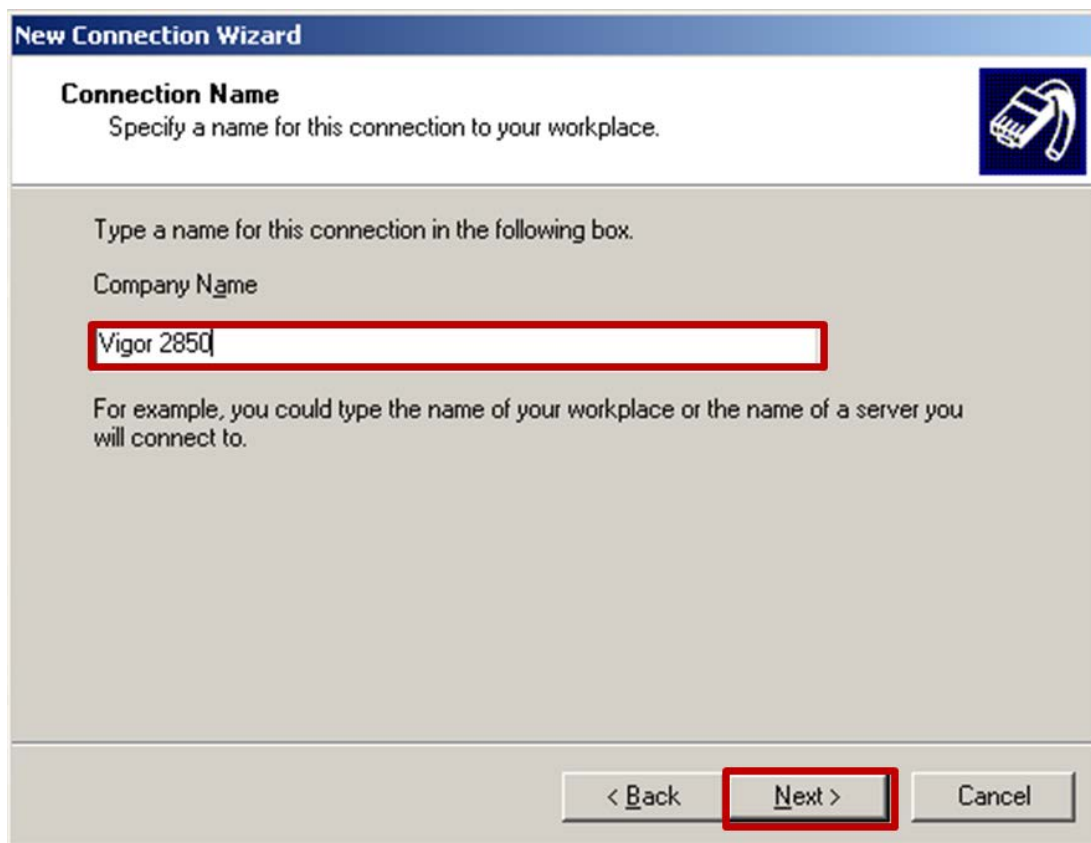 New Connection Wizard
Connection Name
Specify a name for this connection to your workplace.
Type a name for this connection in the following box.
Company Name
Vigor 2850
For example, you could type the name of your workplace or the name of a server you
will connect to.
< Back Next > Cancel